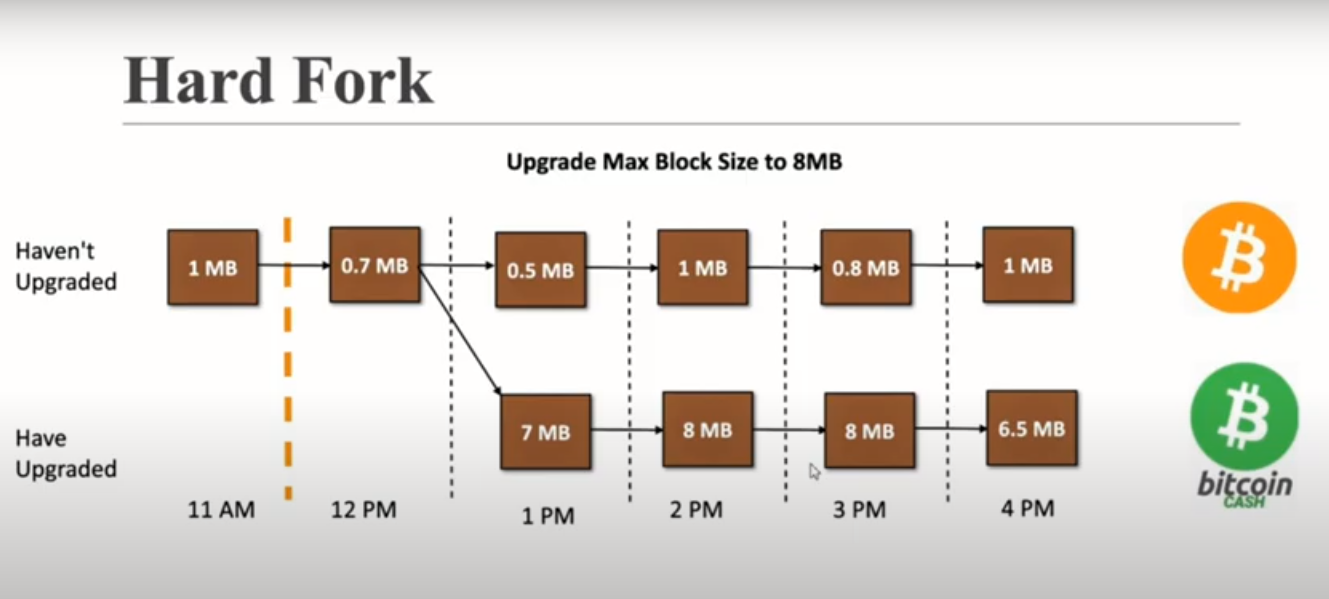 Hard Fork
Upgrade Max Block Size to 8MB
Haven't
Upgraded
1 MB
0.7 MB
0.5 MB
1 MB
0.8 MB
1 MB
Have
Upgraded
7 MB
8 MB
8 MB
6.5 MB
bitcoin
CASH
11 AM
12 PM
1 PM
2 PM
3 PM
4 PM